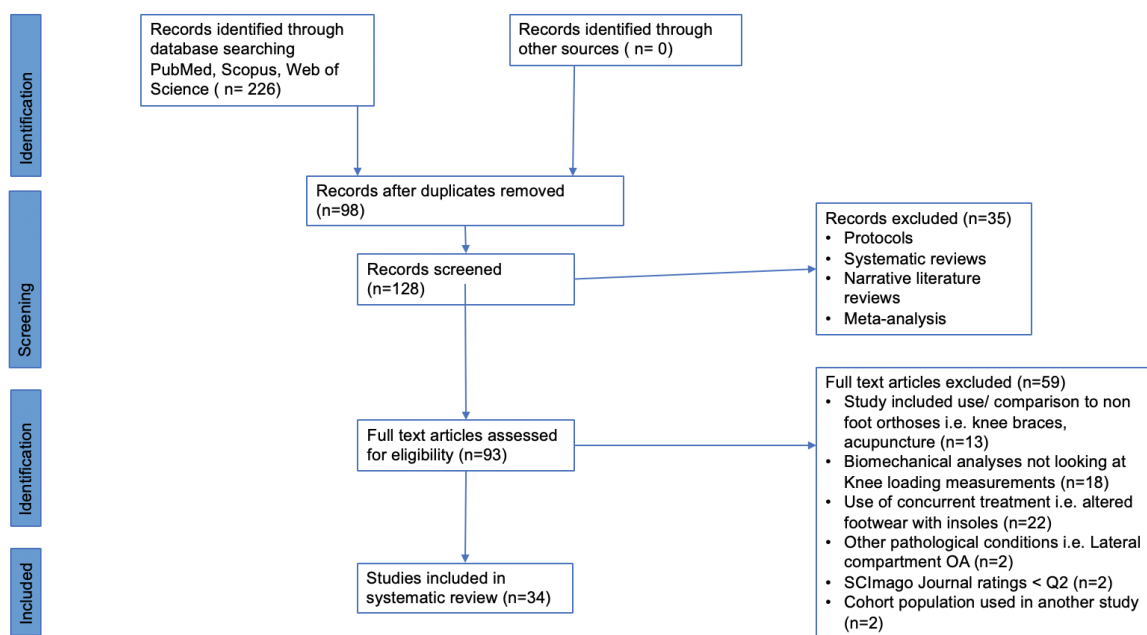 Identification
Records identified through
database searching
PubMed, Scopus, Web of
Science ( n= 226)
Records identified through
other sources ( n= 0)
Records after duplicates removed
(n=98)
Screening
Records screened
(n=128)
Records excluded (n=35)
• Protocols
• Systematic reviews
• Narrative literature
reviews
• Meta-analysis
Identification
Full text articles assessed
for eligibility (n=93)
Full text articles excluded (n=59)
• Study included use/ comparison to non
foot orthoses i.e. knee braces,
acupuncture (n=13)
• Biomechanical analyses not looking at
Knee loading measurements (n=18)
• Use of concurrent treatment i.e. altered
footwear with insoles (n=22)
• Other pathological conditions i.e. Lateral
compartment OA (n=2)
• SCImago Journal ratings < Q2 (n=2)
• Cohort population used in another study
(n=2)
Included
Studies included in
systematic review (n=34)